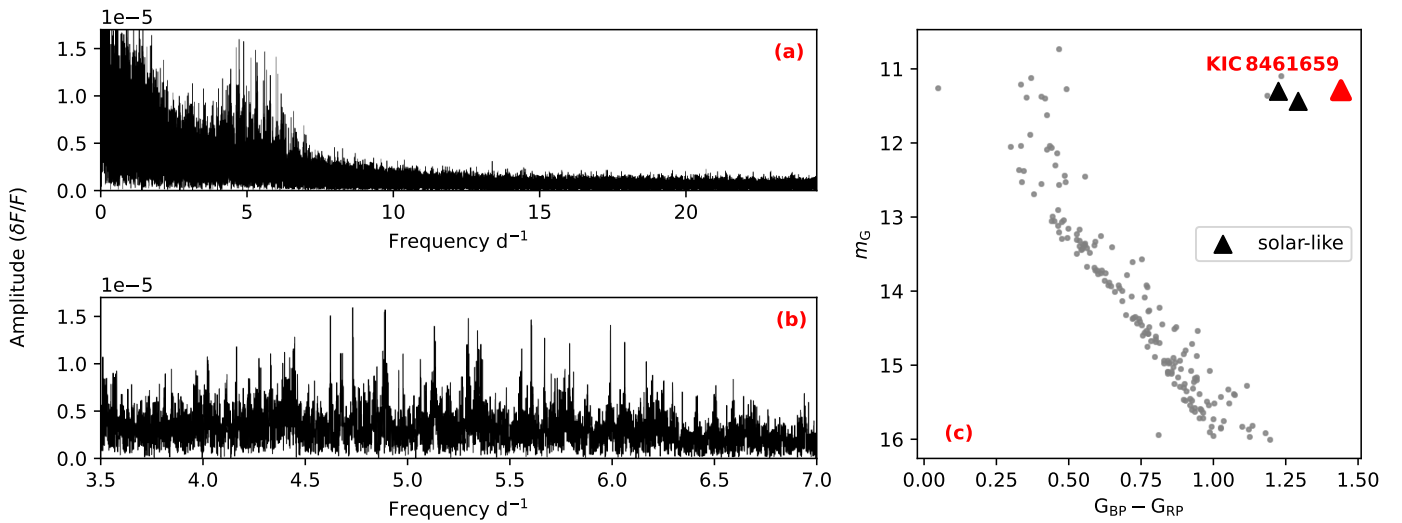 1e−5
Amplitude (δF/F)
1.5
1.0
0.5
0.0
(a)
0 5 10 15 20
Frequency d⁻¹
1e−5
1.5
1.0
0.5
0.0
(b)
3.5 4.0 4.5 5.0 5.5 6.0 6.5 7.0
Frequency d⁻¹
m_G
11
12
13
14
15
16
KIC 8461659
solar-like
(c)
0.00 0.25 0.50 0.75 1.00 1.25 1.50
G_BP − G_RP